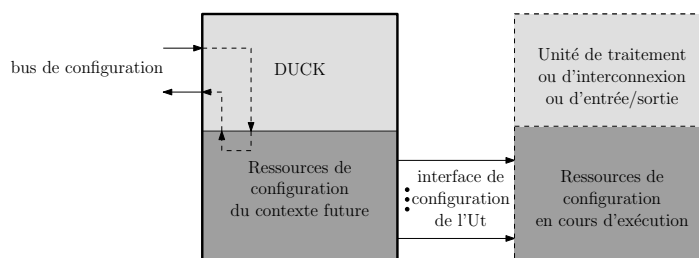 bus de configuration
DUCK
Ressources de
configuration
du contexte future
interface de
configuration
de l'Ut
Unité de traitement
ou d'interconnexion
ou d'entrée/sortie
Ressources de
configuration
en cours d'exécution